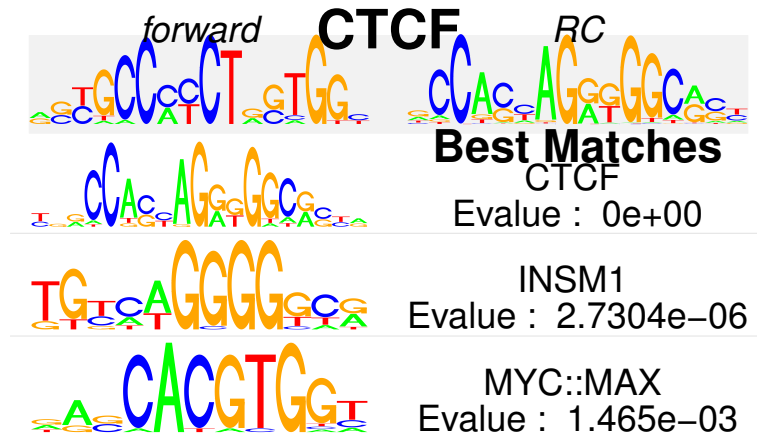 forward CTCF RC
Best Matches
CTCF
Evalue : 0e+00
INSM1
Evalue : 2.7304e−06
MYC::MAX
Evalue : 1.465e−03